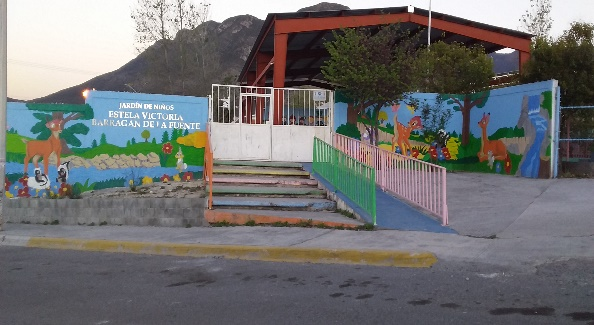 JARDÍN DE NIÑOS
ESTELA VICTORIA
BARRAGÁN DE LA FUENTE